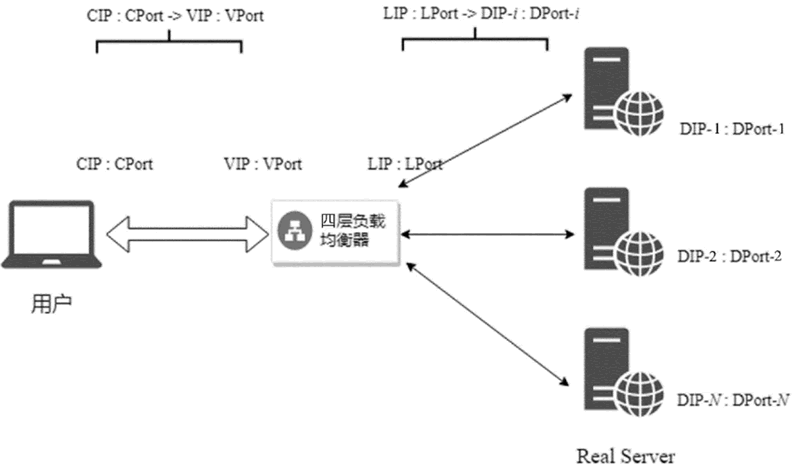 CIP : CPort -> VIP : VPort
LIP : LPort -> DIP-i : DPort-i
DIP-1 : DPort-1
CIP : CPort
VIP : VPort
LIP : LPort
四层负载
均衡器
DIP-2 : DPort-2
用户
DIP-N : DPort-N
Real Server